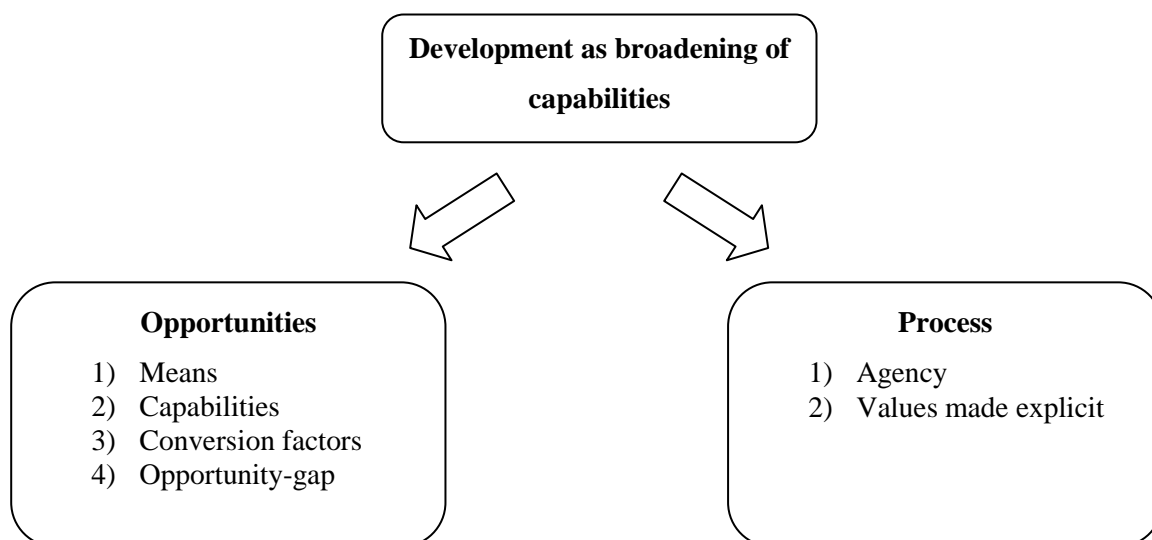 Development as broadening of
capabilities
Opportunities
1) Means
2) Capabilities
3) Conversion factors
4) Opportunity-gap
Process
1) Agency
2) Values made explicit